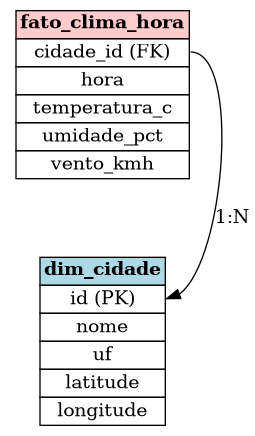 fato_clima_hora
cidade_id (FK)
hora
temperatura_c
umidade_pct
vento_kmh
1:N
dim_cidade
id (PK)
nome
uf
latitude
longitude